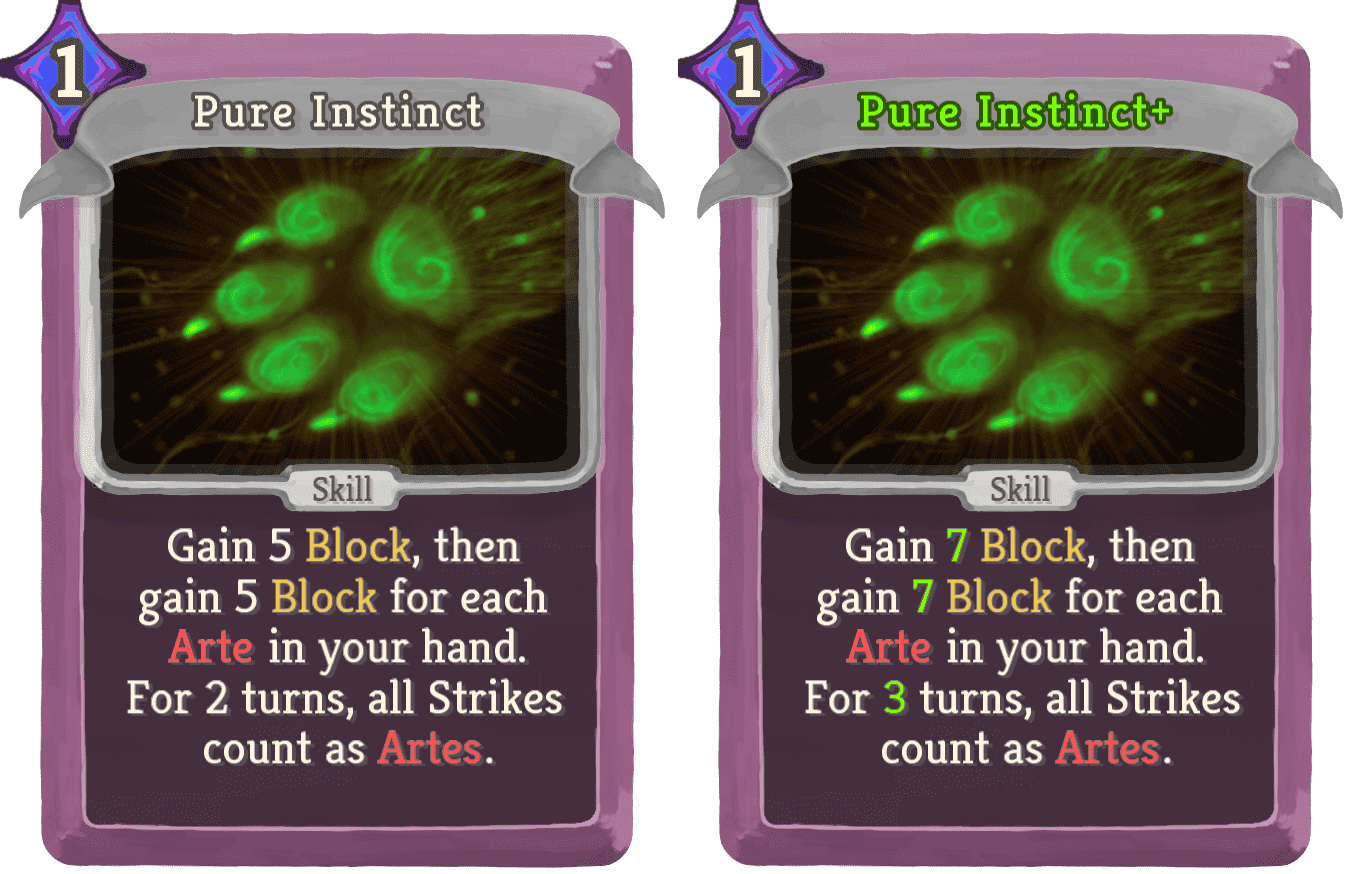 1
Pure Instinct
Skill
Gain 5 Block, then
gain 5 Block for each
Arte in your hand.
For 2 turns, all Strikes
count as Artes.
1
Pure Instinct+
Skill
Gain 7 Block, then
gain 7 Block for each
Arte in your hand.
For 3 turns, all Strikes
count as Artes.